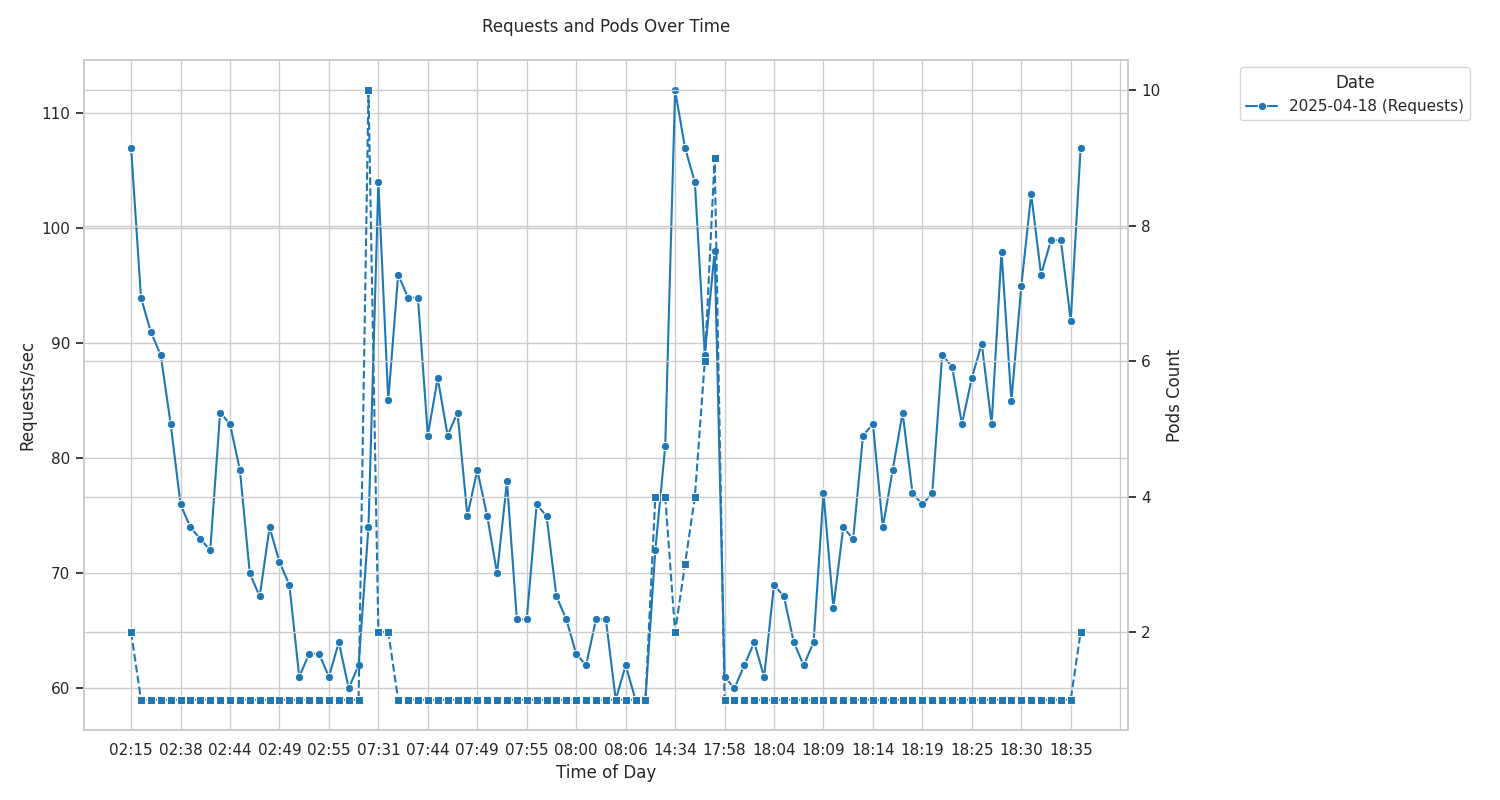 Requests and Pods Over Time
Date
2025-04-18 (Requests)
110
100
90
80
70
60
Requests/sec
10
8
6
4
2
Pods Count
02:15 02:38 02:44 02:49 02:55 07:31 07:44 07:49 07:55 08:00 08:06 14:34 17:58 18:04 18:09 18:14 18:19 18:25 18:30 18:35
Time of Day